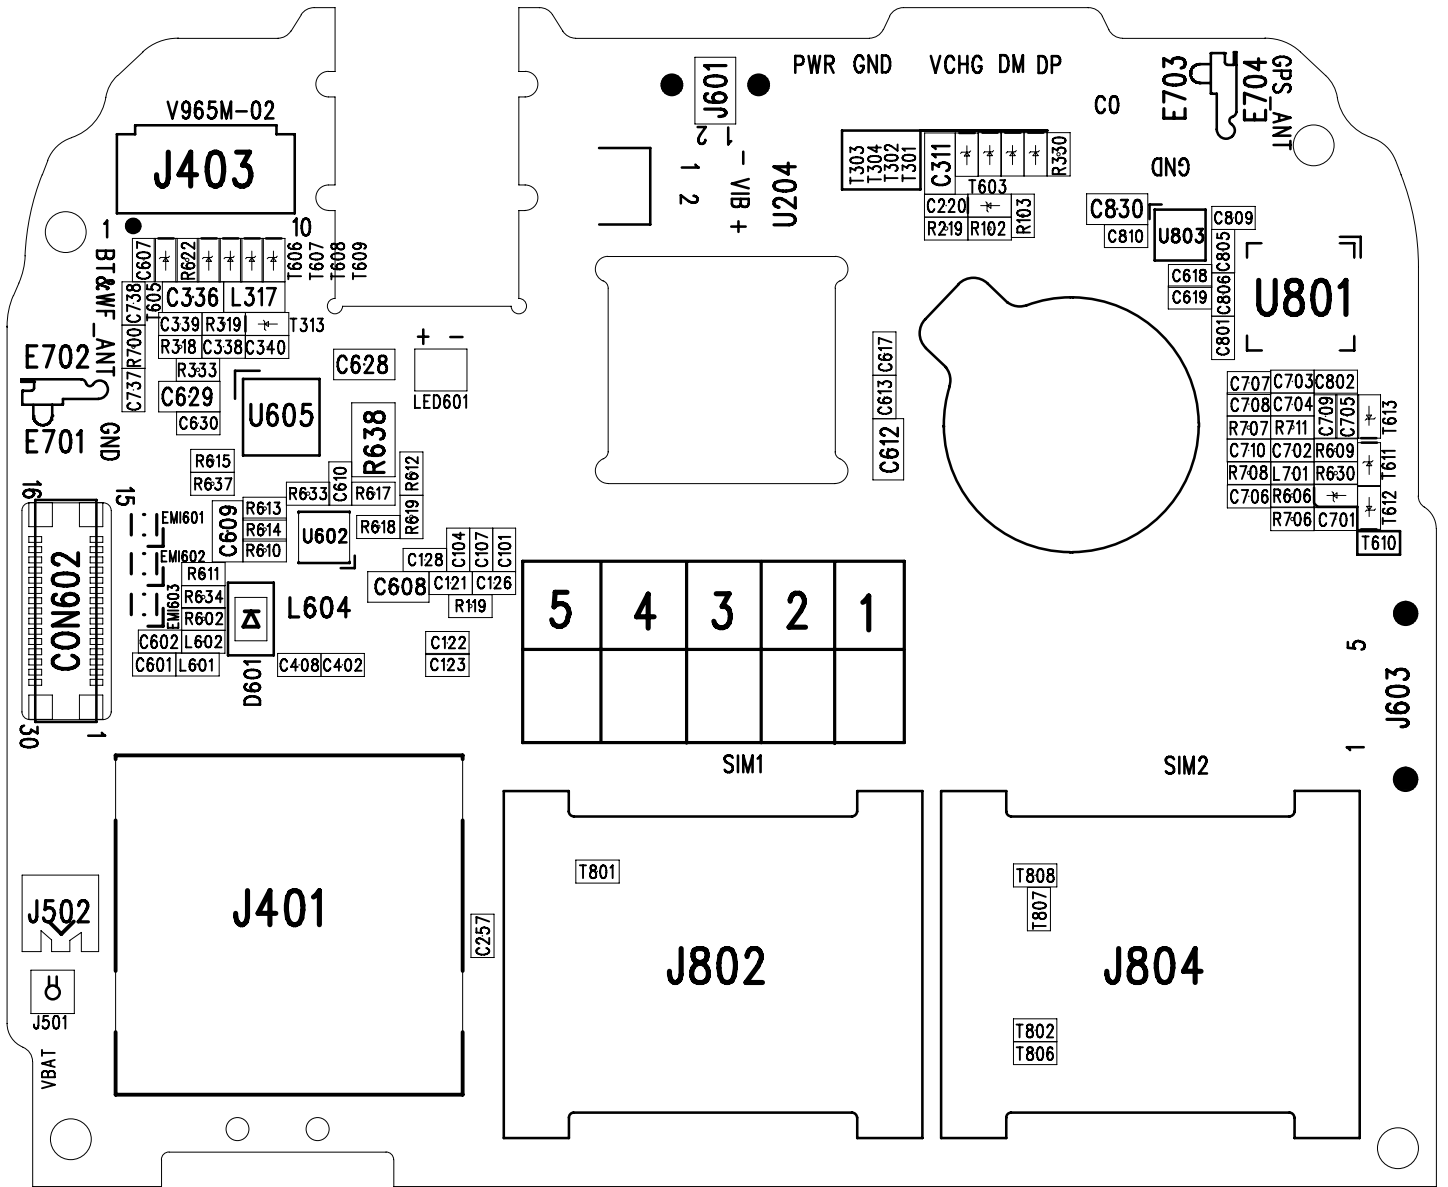 PWR GND VCHG DM DP
E703
E704
GPS_ANT
C0
J601
V965M-02
J403
1
2
1
2
- VIB +
U204
T303
T304
T302
T301
C311
R330
T603
GND
C220
R103
R219
R102
C830
C810
U803
C809
C805
C618
C619
C806
C801
U801
1
10
BT&WF_ANT
C607
R622
T606
T607
T608
T609
C738
T605
C336
L317
C339
R319
T313
R700
R318
C338
C340
E702
R333
C737
C629
C630
E701
GND
U605
C628
+ -
LED601
R638
C617
C613
C612
C707
C703
C802
C708
C704
C709
C705
T613
R707
R711
C710
C702
R609
T611
R708
L701
R630
C706
R606
T612
R706
C701
T610
R615
R637
R633
C610
R617
R612
R619
R618
16
15
EMI601
C609
R613
R614
R610
U602
EMI602
C128
C104
C107
C101
R611
C608
C121
C126
R634
EMI603
R602
L604
R119
CON602
C602
L602
C122
C601
L601
D601
C408
C402
C123
5
4
3
2
1
30
1
5
J603
1
SIM1
SIM2
T801
T808
T807
J502
J401
C257
J802
J804
J501
T802
T806
VBAT